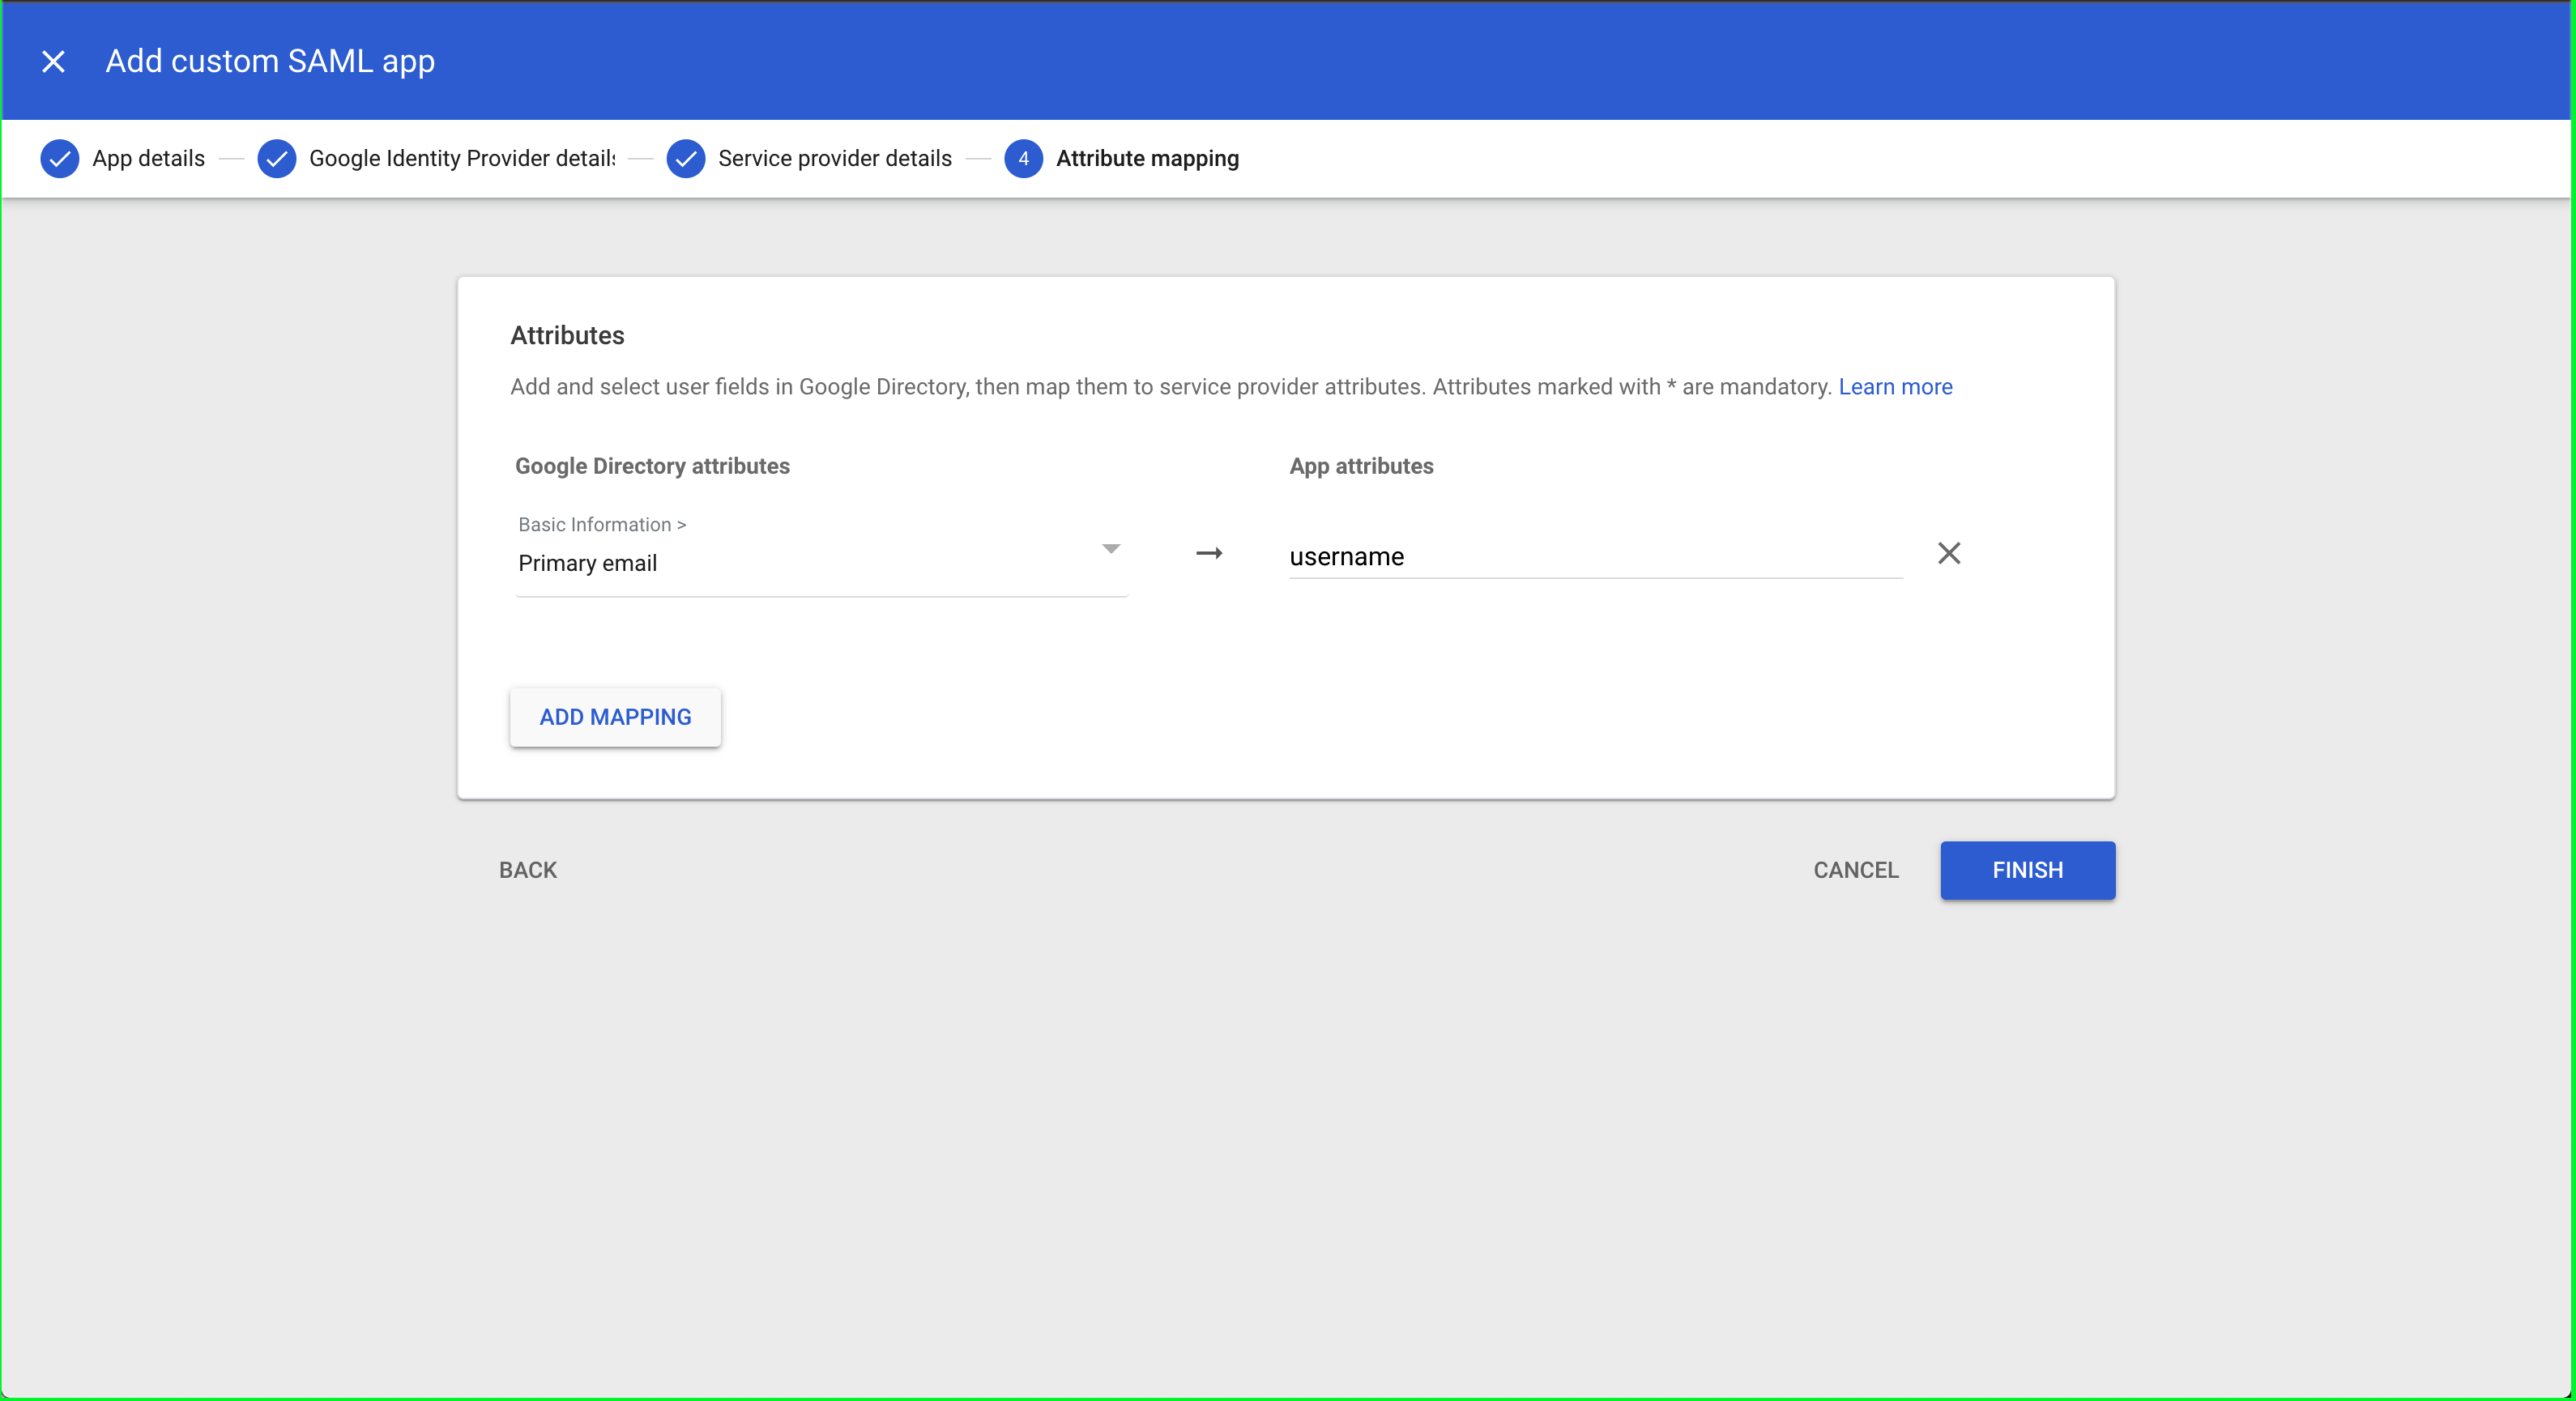 Add custom SAML app
App details
Google Identity Provider details
Service provider details
4 Attribute mapping
Attributes
Add and select user fields in Google Directory, then map them to service provider attributes. Attributes marked with * are mandatory. Learn more
Google Directory attributes
App attributes
Basic Information >
Primary email
username
ADD MAPPING
BACK
CANCEL
FINISH